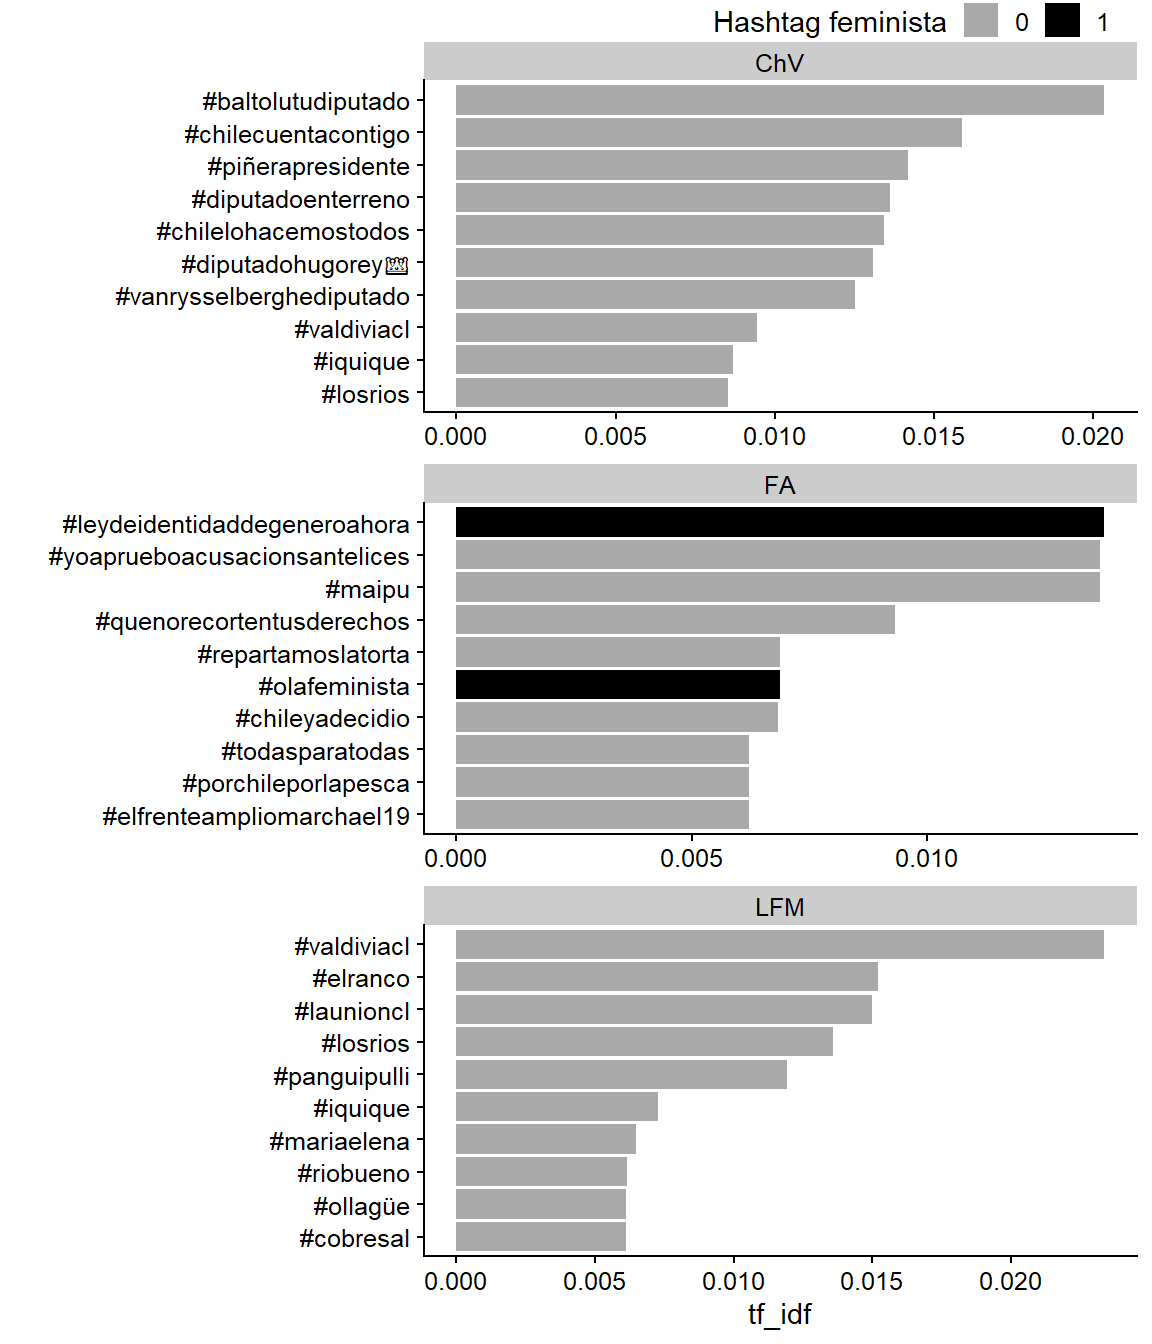 Hashtag feminista 0 1
ChV
#baltolutudiputado
#chilecuentacontigo
#piñerapresidente
#diputadoenterreno
#chilelohacemostodos
#diputadohugorey👑
#vanrysselberghediputado
#valdiviacl
#iquique
#losrios
0.000 0.005 0.010 0.015 0.020
FA
#leydeidentidaddegeneroahora
#yoaprueboacusacionsantelices
#maipu
#quenorecortentusderechos
#repartamoslatorta
#olafeminista
#chileyadecidio
#todasparatodas
#porchileporlapesca
#elfrenteampliomarchael19
0.000 0.005 0.010
LFM
#valdiviacl
#elranco
#launioncl
#losrios
#panguipulli
#iquique
#mariaelena
#riobueno
#ollagüe
#cobresal
0.000 0.005 0.010 0.015 0.020
tf_idf